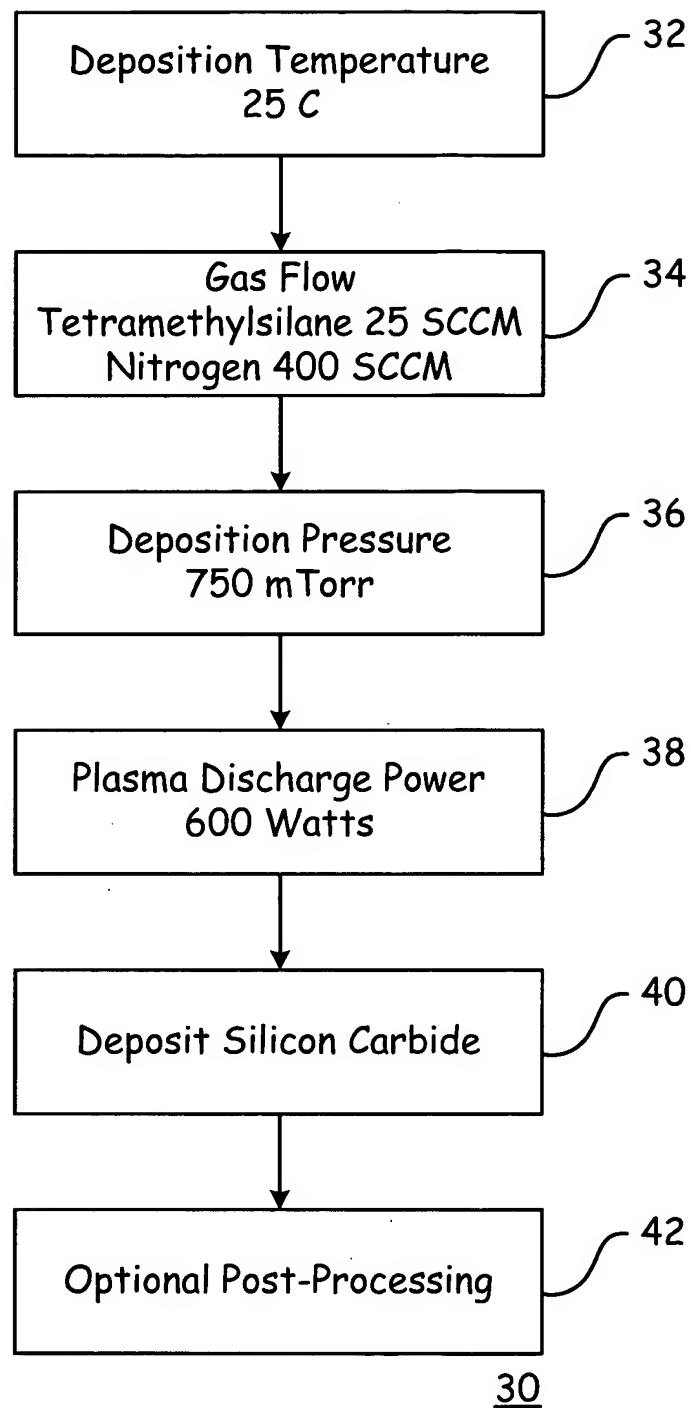 Deposition Temperature
25 C
32
Gas Flow
Tetramethylsilane 25 SCCM
Nitrogen 400 SCCM
34
Deposition Pressure
750 mTorr
36
Plasma Discharge Power
600 Watts
38
Deposit Silicon Carbide
40
Optional Post-Processing
42
30